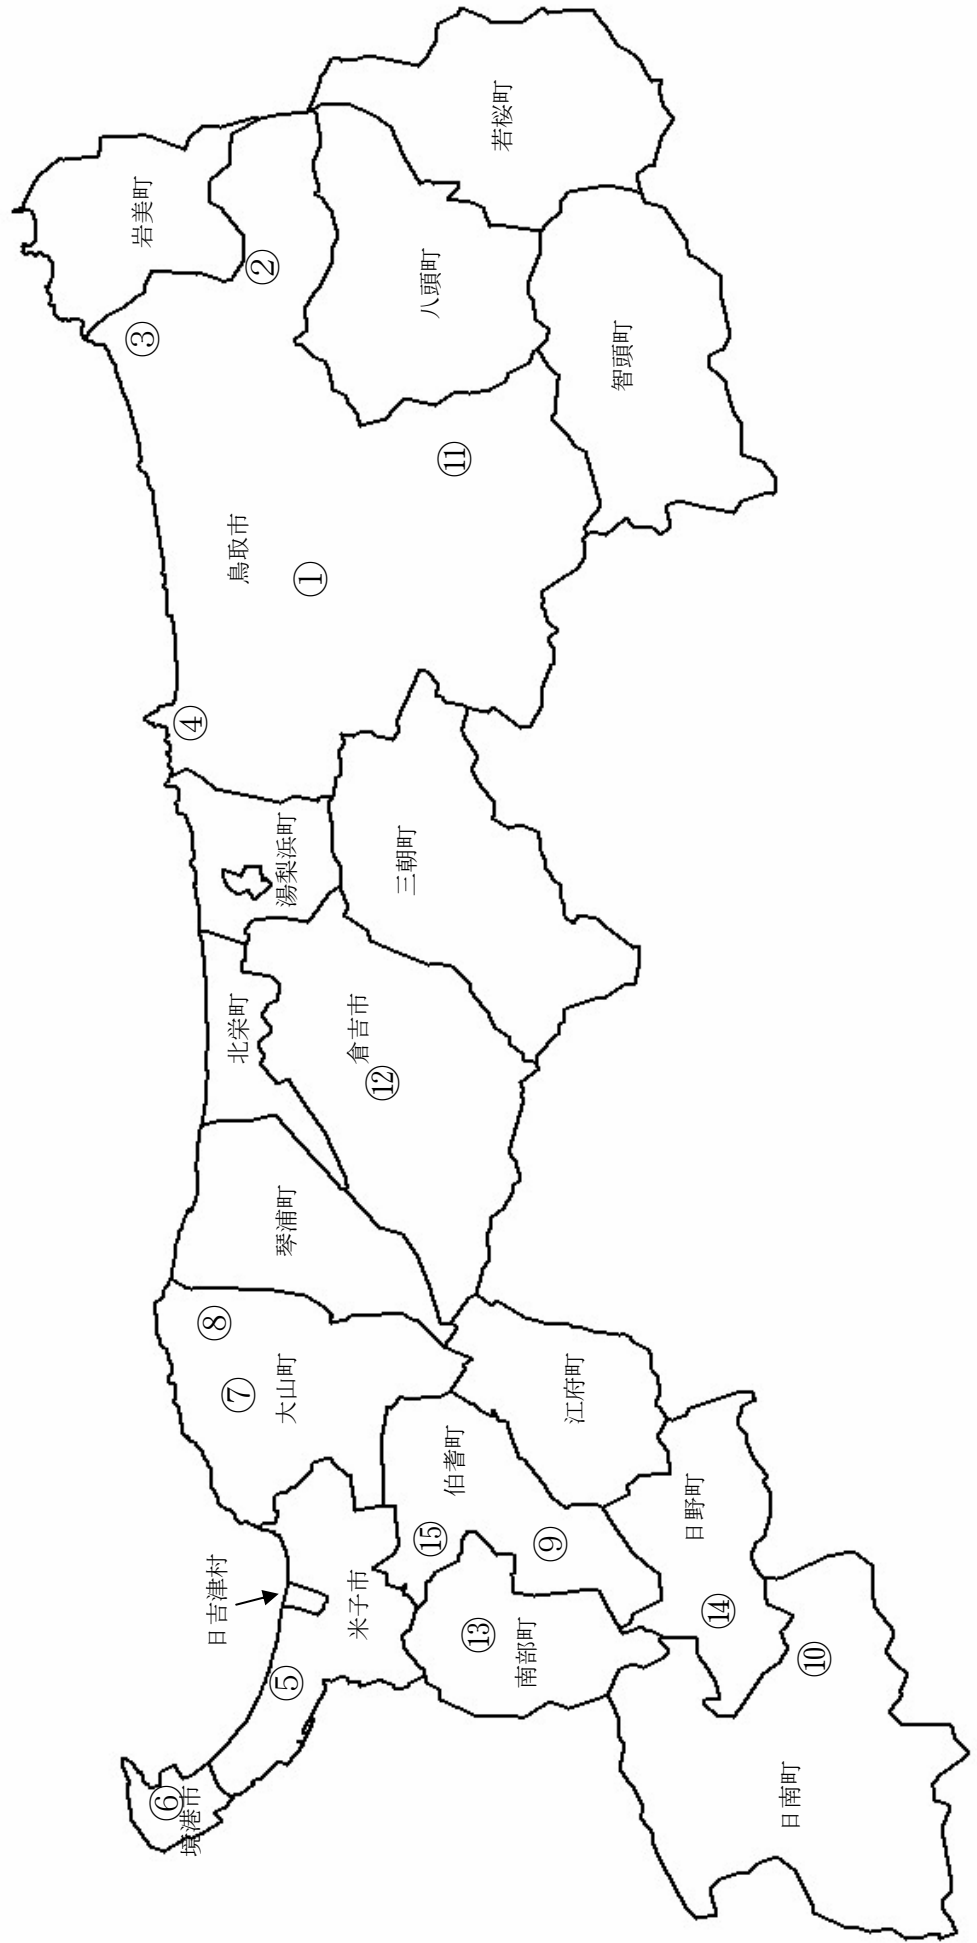 岩美町
③
②
若桜町
八頭町
智頭町
鳥取市
①
⑪
④
湯梨浜町
三朝町
北栄町
倉吉市
⑫
琴浦町
⑧
⑦
大山町
江府町
伯耆町
⑮
⑨
日野町
⑭
日吉津村
米子市
⑤
⑬
南部町
⑩
日南町
⑥
境港市